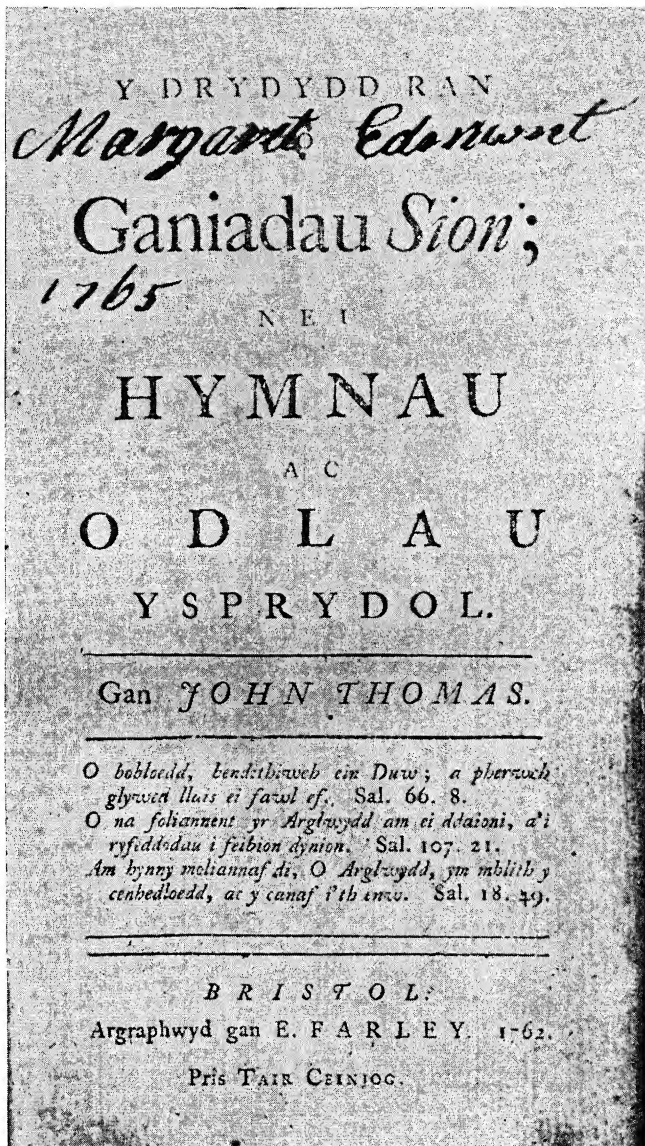 Y DRYDYDD RAN
O
Margaret
Ganiadau Sion;
1765
NEU
HYMNAU
AC
ODLAU
YSPRYDOL.
Gan JOHN THOMAS.
O bobloedd, bendithiwch ein Duw; a pherwch
glywed llais ei fawl ef. Sal. 66. 8.
O na foliannent yr Arglwydd am ei ddaioni, a'i
ryfeddodau i feibion dynion. Sal. 107. 21.
Am hynny moliannaf di, O Arglwydd, ym mhlith y
cenhedloedd, ac y canaf i'th enw. Sal. 18. 49.
BRISTOL:
Argraphwyd gan E. FARLEY. 1762.
Pris TAIR CEINIOG.